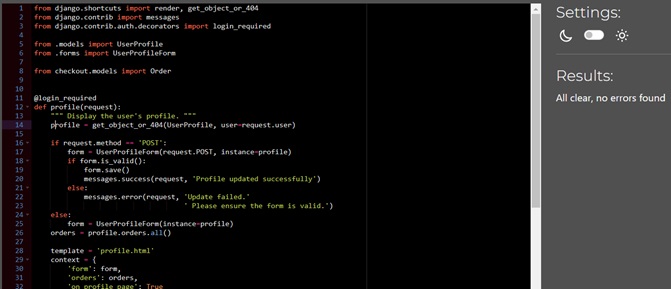 1 from django.shortcuts import render, get_object_or_404
2 from django.contrib import messages
3 from django.contrib.auth.decorators import login_required
4
5 from .models import UserProfile
6 from .forms import UserProfileForm
7
8 from checkout.models import Order
9
10
11 @login_required
12 def profile(request):
13 """ Display the user's profile. """
14 profile = get_object_or_404(UserProfile, user=request.user)
15
16 if request.method == 'POST':
17 form = UserProfileForm(request.POST, instance=profile)
18 if form.is_valid():
19 form.save()
20 messages.success(request, 'Profile updated successfully')
21 else:
22 messages.error(request, 'Update failed.'
23 ' Please ensure the form is valid.')
24 else:
25 form = UserProfileForm(instance=profile)
26 orders = profile.orders.all()
27
28 template = 'profile.html'
29 context = {
30 'form': form,
31 'orders': orders,
32 'on_profile_page': True
Settings:
Results:
All clear, no errors found